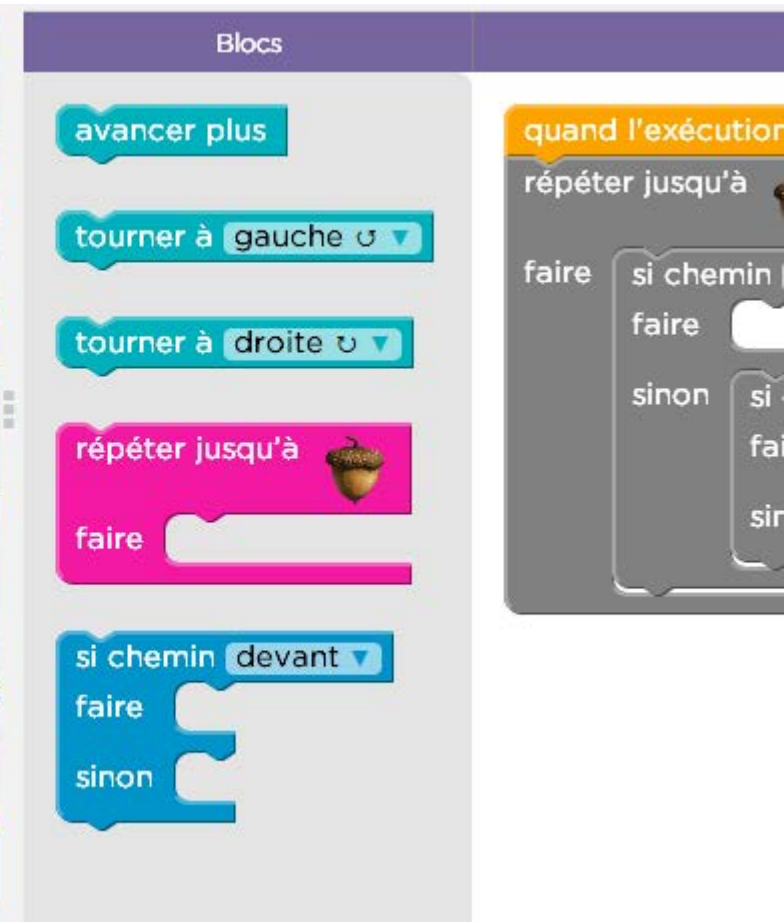 Blocs
avancer plus
tourner à gauche ↺ ▼
tourner à droite ↻ ▼
répéter jusqu'à
faire
si chemin devant ▼
faire
sinon
quand l'exécution
répéter jusqu'à
faire
si chemin
faire
sinon
si